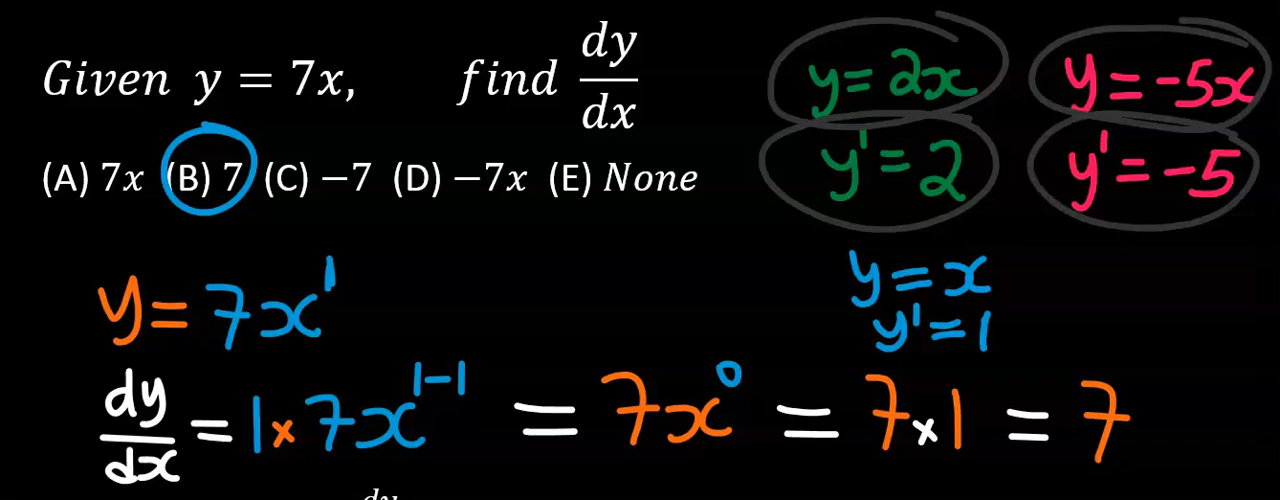 Given y = 7x, find dy/dx
(A) 7x (B) 7 (C) −7 (D) −7x (E) None
y = 2x
y' = 2
y = -5x
y' = -5
y = 7x¹
dy/dx = 1 × 7x¹⁻¹ = 7x⁰ = 7 × 1 = 7
y = x
y' = 1
dy